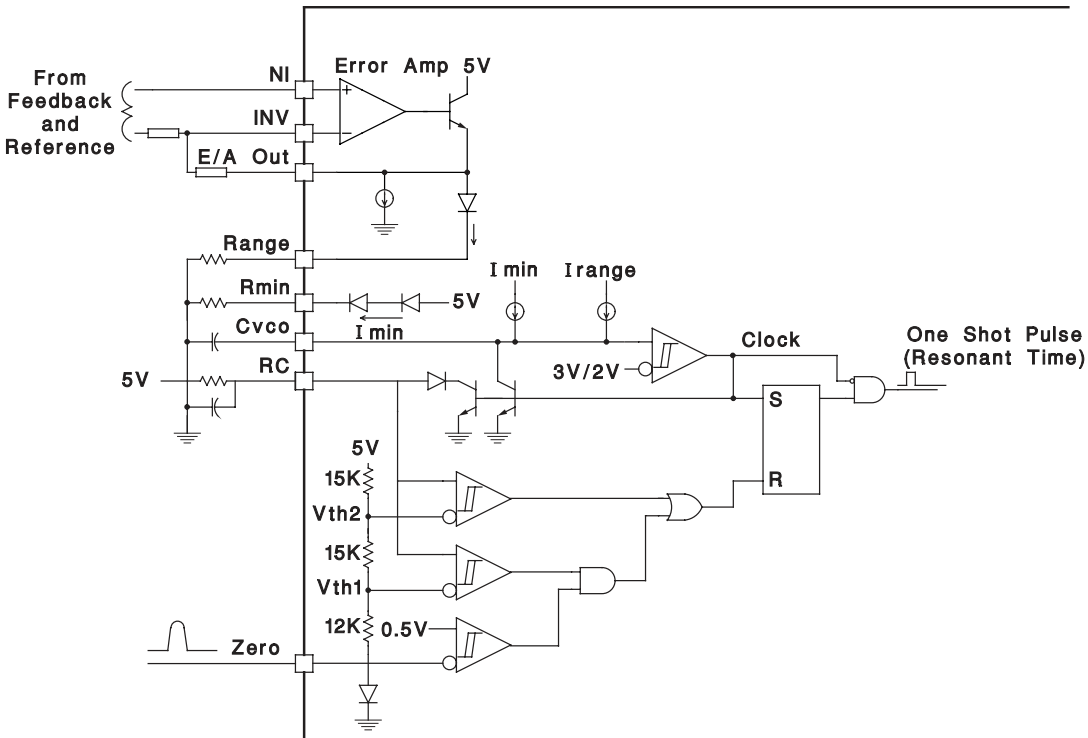 Error Amp 5V
NI
From
Feedback
and
Reference
INV
E/A Out
+
−
Range
Rmin
5V
I min
Cvco
I min
I range
Clock
3V/2V
RC
5V
One Shot Pulse
(Resonant Time)
S
R
5V
15K
Vth2
15K
Vth1
12K
0.5V
Zero